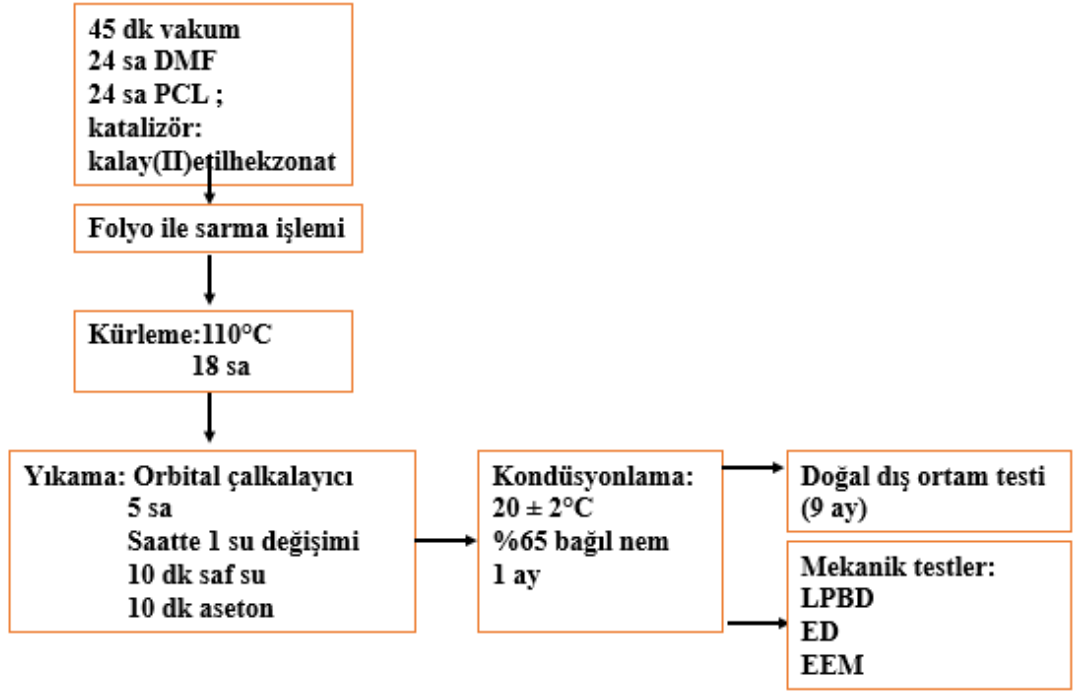 45 dk vakum
24 sa DMF
24 sa PCL ;
katalizör:
kalay(II)etilhekzonat
Folyo ile sarma işlemi
Kürleme:110°C
18 sa
Yıkama: Orbital çalkalayıcı
5 sa
Saatte 1 su değişimi
10 dk saf su
10 dk aseton
Kondüsyonlama:
20 ± 2°C
%65 bağıl nem
1 ay
Doğal dış ortam testi
(9 ay)
Mekanik testler:
LPBD
ED
EEM